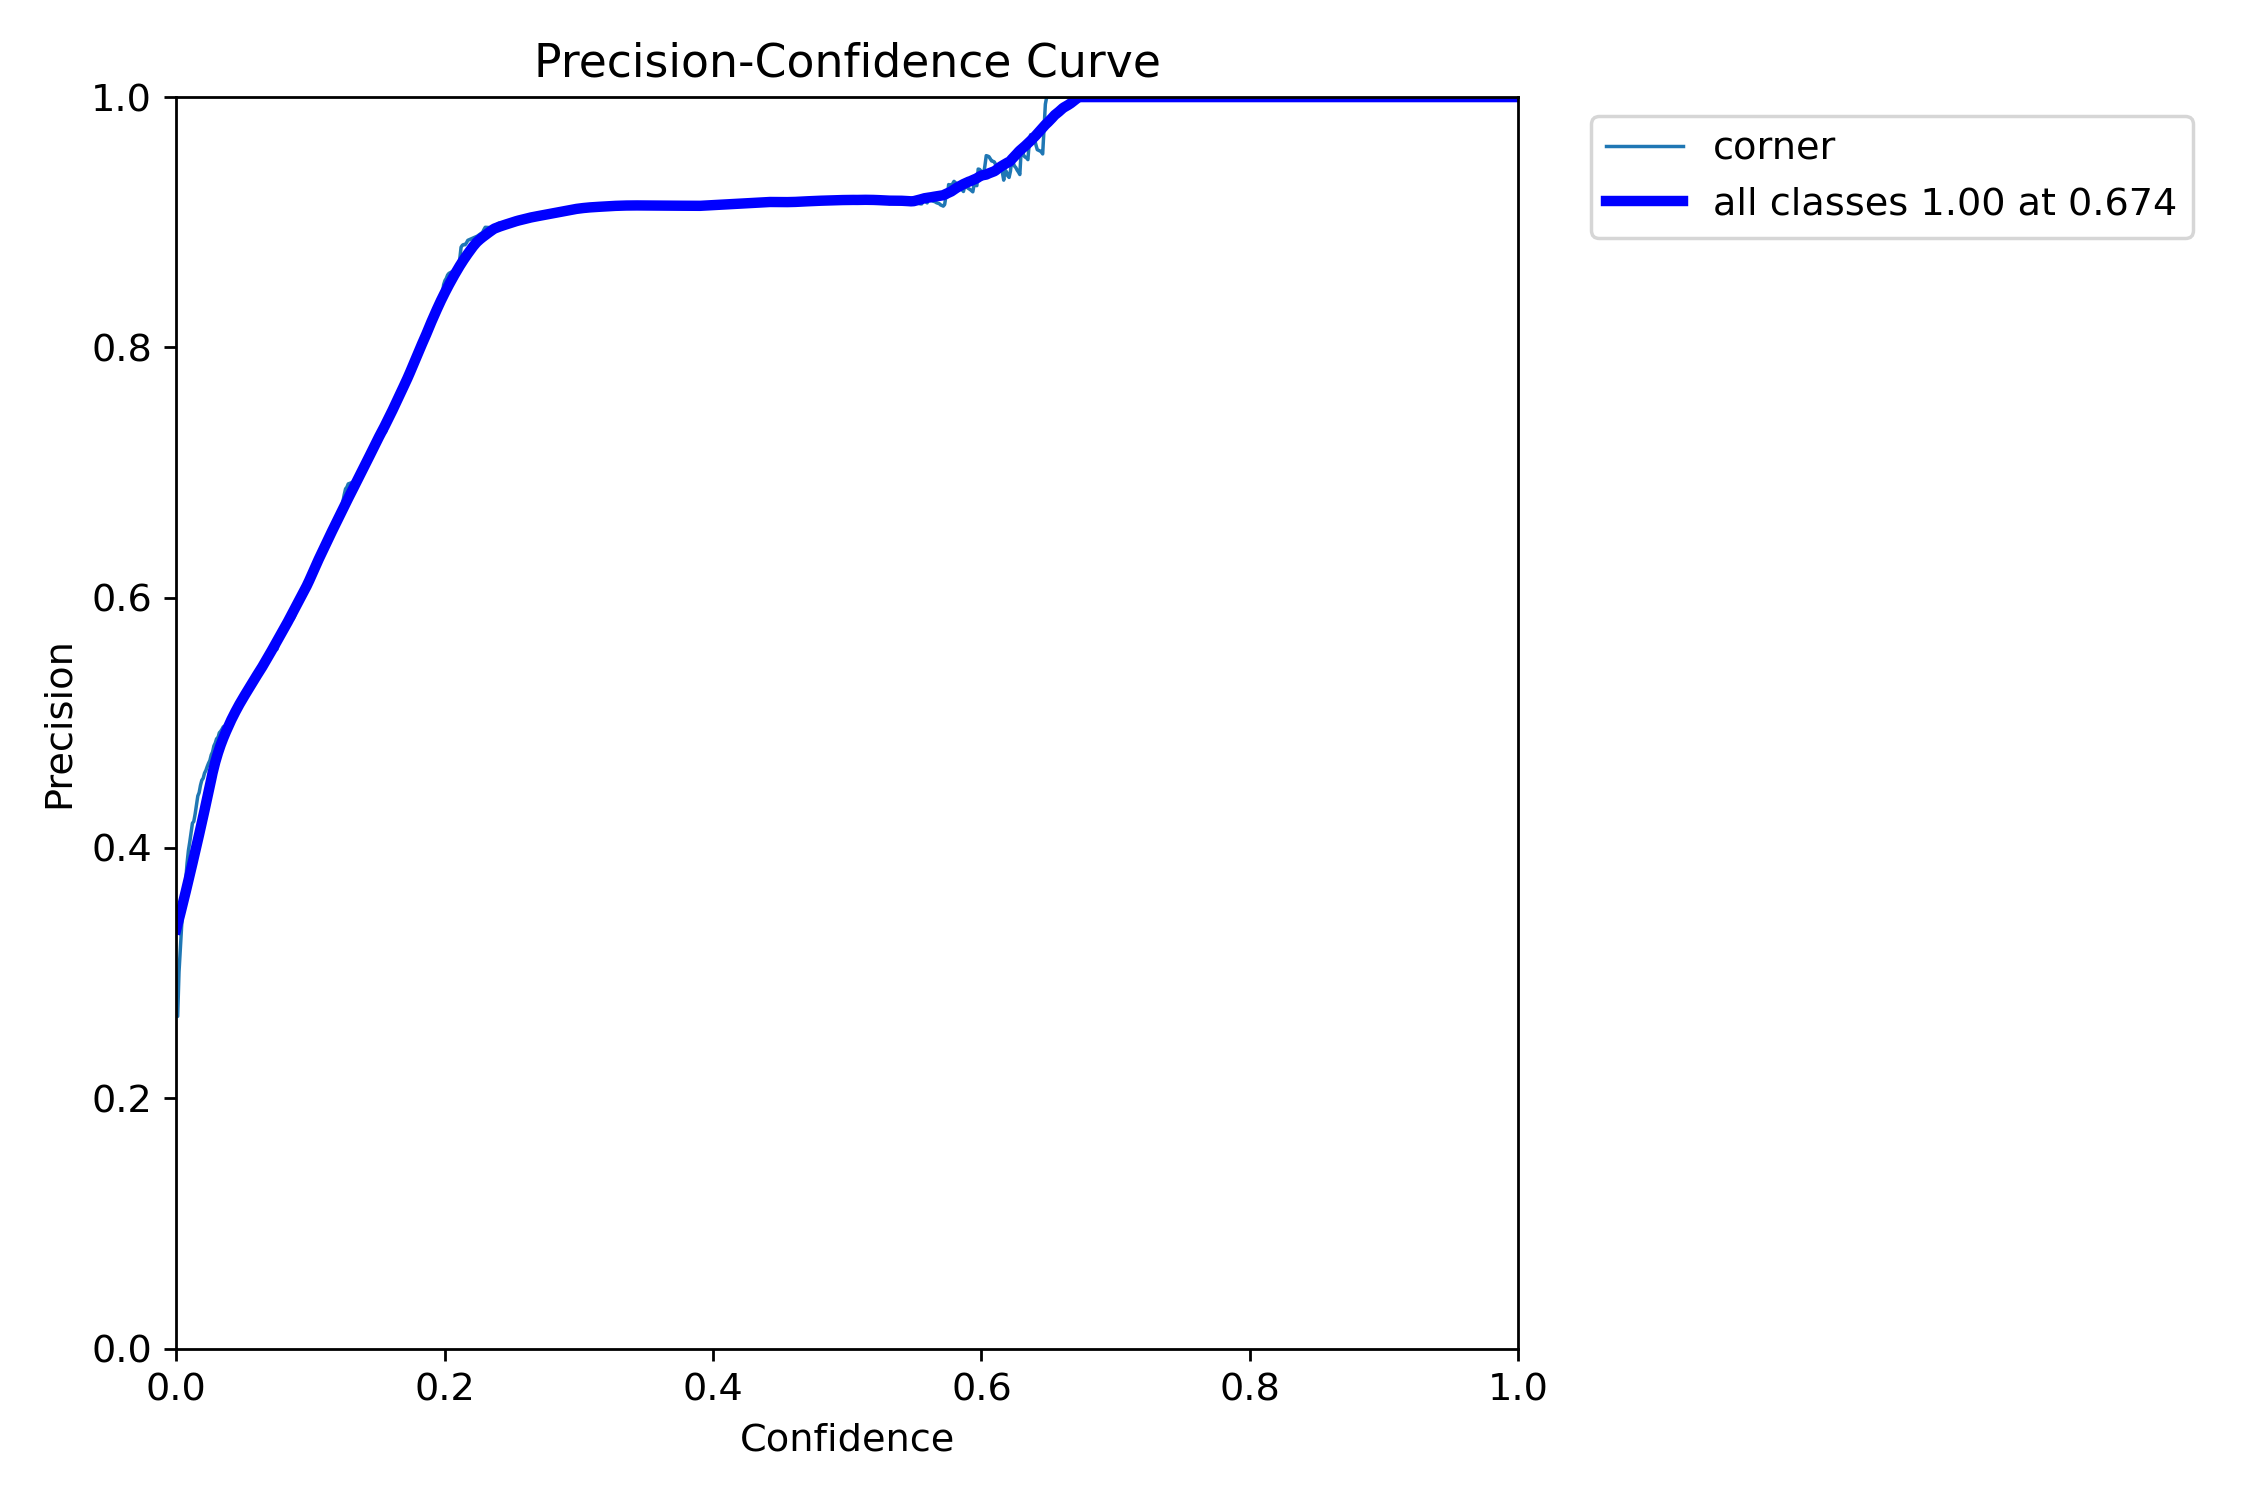 Precision-Confidence Curve
1.0
0.8
0.6
0.4
0.2
0.0
Precision
0.0 0.2 0.4 0.6 0.8 1.0
Confidence
corner
all classes 1.00 at 0.674